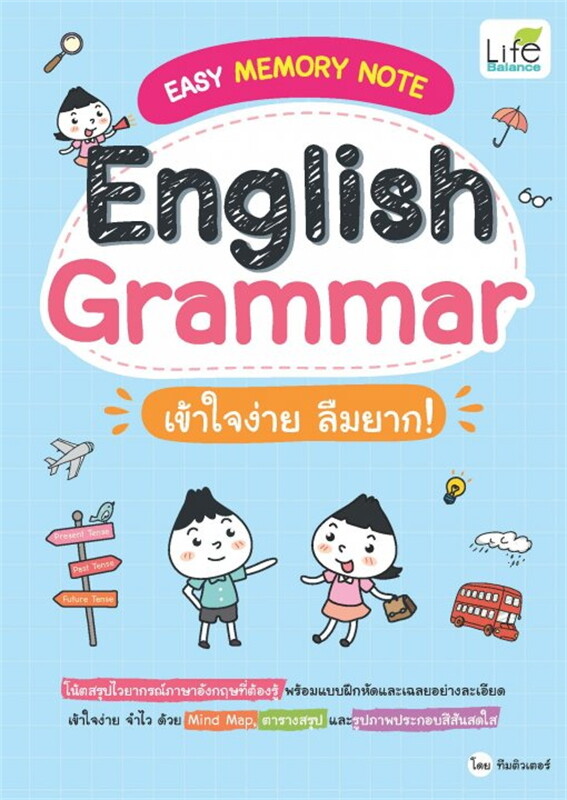 Life
Balance
EASY MEMORY NOTE
English
Grammar
เข้าใจง่าย ลืมยาก!
Present Tense
Past Tense
Future Tense
โน้ตสรุปไวยากรณ์ภาษาอังกฤษที่ต้องรู้ พร้อมแบบฝึกหัดและเฉลยอย่างละเอียด
เข้าใจง่าย จำไว ด้วย Mind Map, ตารางสรุป และรูปภาพประกอบสีสันสดใส
โดย ทีมติวเตอร์